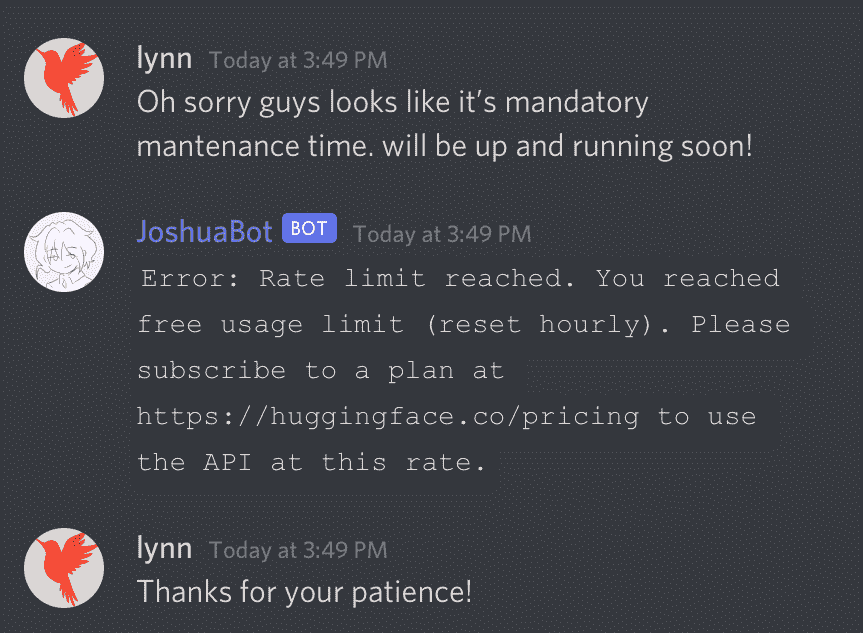 lynn Today at 3:49 PM
Oh sorry guys looks like it’s mandatory
mantenance time. will be up and running soon!
JoshuaBot BOT Today at 3:49 PM
Error: Rate limit reached. You reached
free usage limit (reset hourly). Please
subscribe to a plan at
https://huggingface.co/pricing to use
the API at this rate.
lynn Today at 3:49 PM
Thanks for your patience!